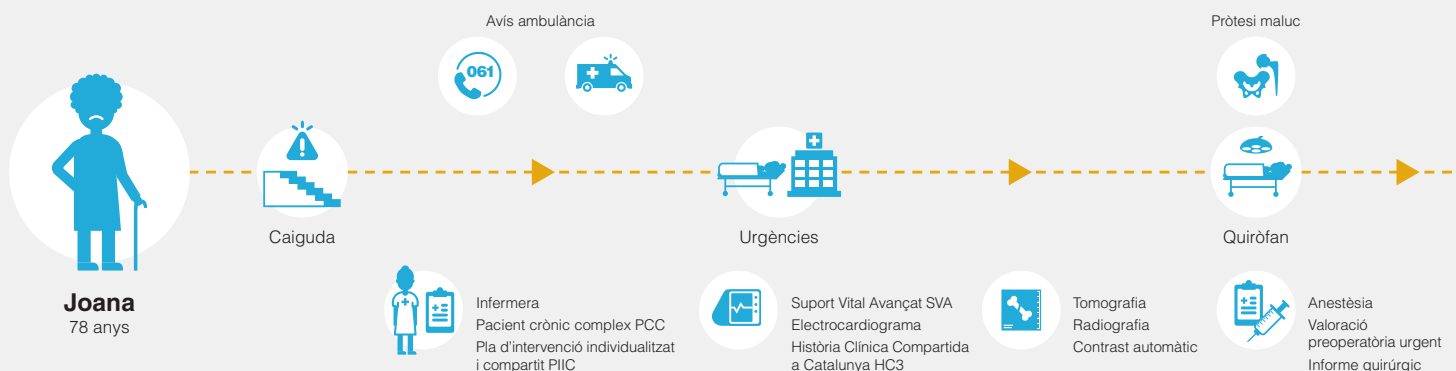 Avís ambulància
061
Pròtesi maluc
Caiguda
Urgències
Quiròfan
Joana
78 anys
Infermera
Pacient crònic complex PCC
Pla d'intervenció individualitzat
i compartit PIIC
Suport Vital Avançat SVA
Electrocardiograma
Història Clínica Compartida
a Catalunya HC3
Tomografia
Radiografia
Contrast automàtic
Anestèsia
Valoració
preoperatòria urgent
Informe quirúrgic